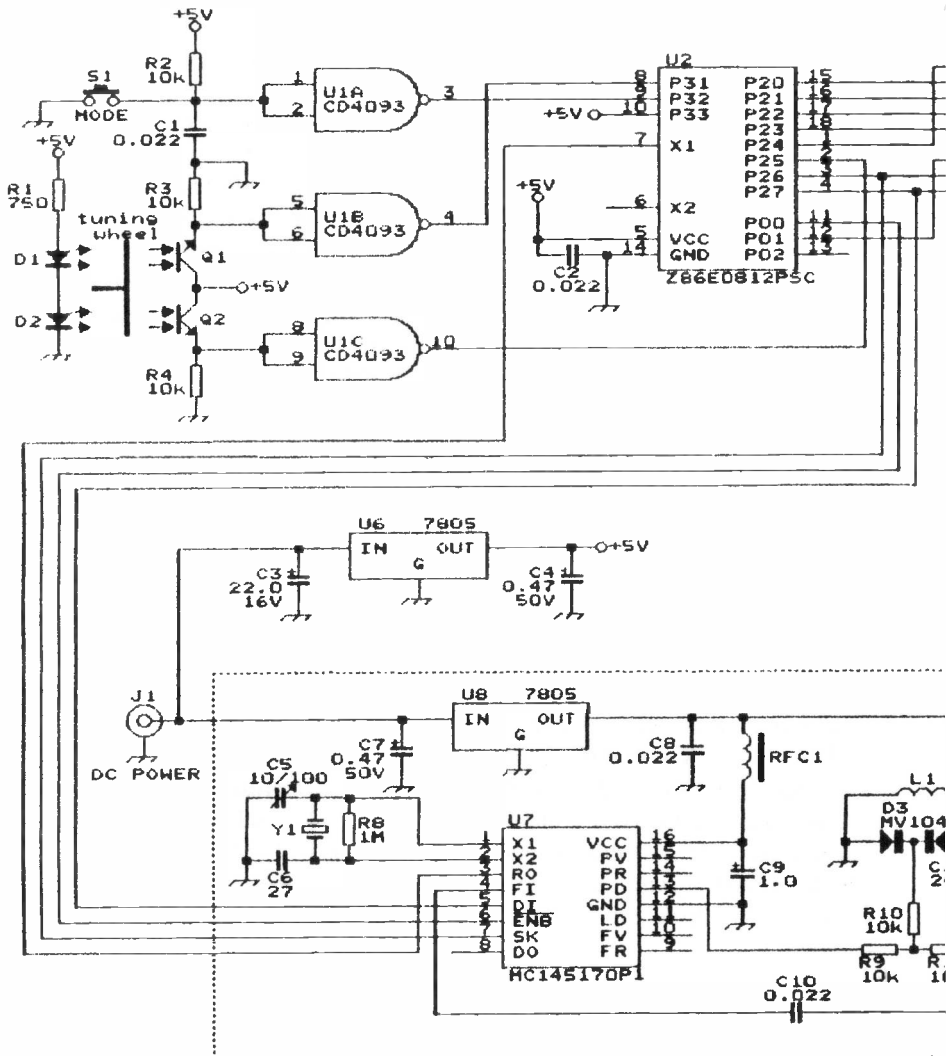 +5V
R2
10k
S1
MODE
C1
0.022
1
2
U1A
CD4093
3
+5V
R1
750
R3
10k
tuning
wheel
D1
D2
Q1
+5V
Q2
5
6
U1B
CD4093
4
8
9
U1C
CD4093
10
R4
10k
U2
8
P31
P32
10
P33
+5V
7
X1
6
X2
+5V
5
VCC
14
GND
C2
0.022
P20
P21
P22
P23
P24
P25
P26
P27
P00
P01
P02
Z86E0812PSC
U6
7805
IN
OUT
G
C3
22.0
16V
C4
0.47
50V
+5V
J1
DC POWER
U8
7805
IN
OUT
G
C7
0.47
50V
C8
0.022
RFC1
C5
10/100
Y1
R8
1M
C6
27
U7
X1
X2
RO
FI
DI
ENB
SK
DO
8
VCC
PV
PR
PD
GND
LD
FV
FR
16
9
MC145170P1
C9
1.0
L1
D3
MV104
R10
10k
R9
10k
C10
0.022